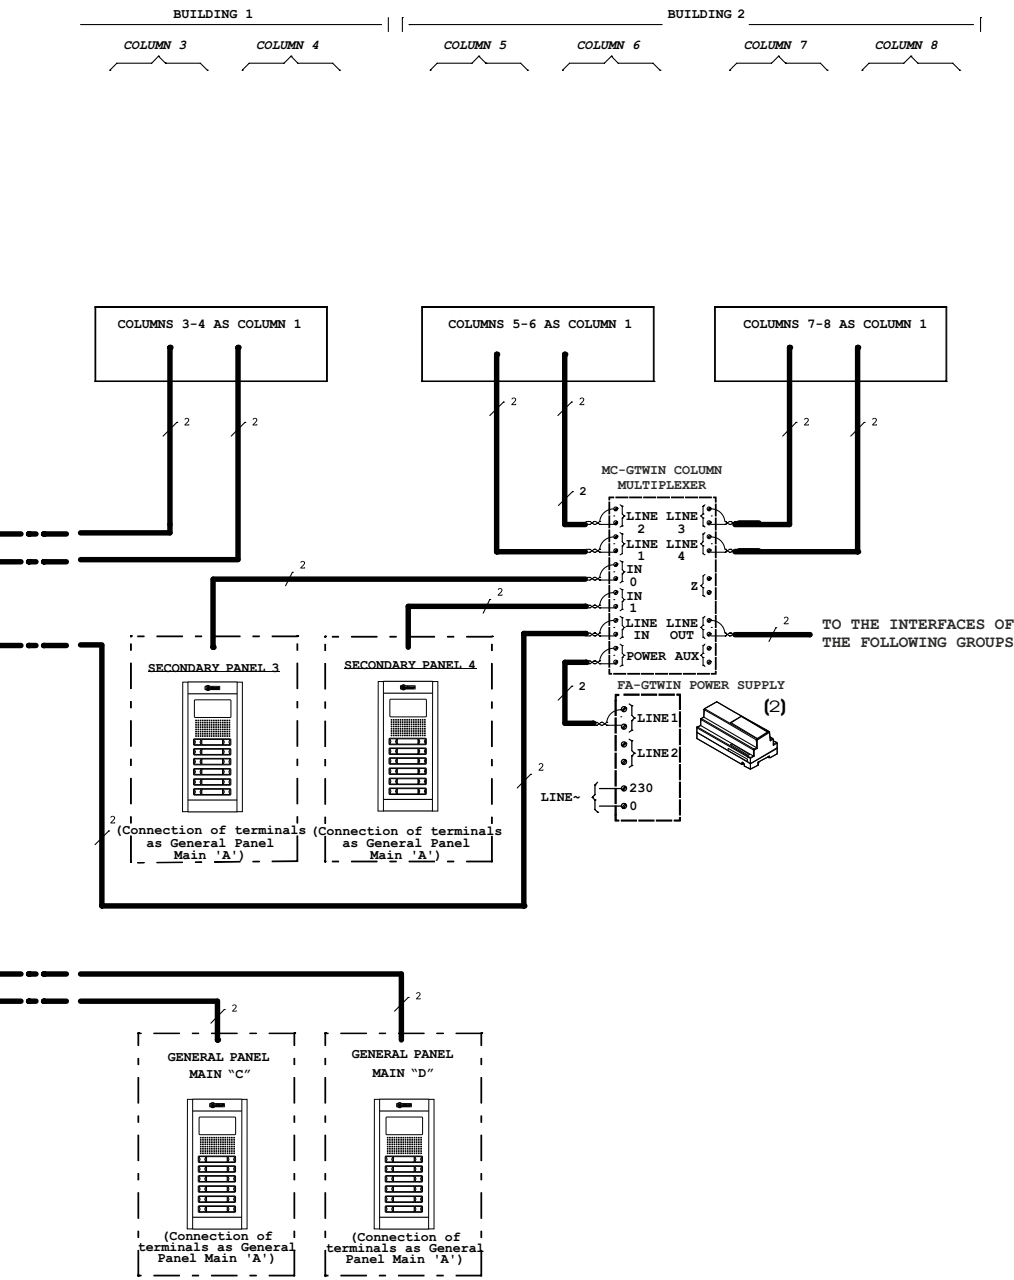 BUILDING 1
BUILDING 2
COLUMN 3
COLUMN 4
COLUMN 5
COLUMN 6
COLUMN 7
COLUMN 8
COLUMNS 3-4 AS COLUMN 1
COLUMNS 5-6 AS COLUMN 1
COLUMNS 7-8 AS COLUMN 1
2
2
2
2
2
2
MC-GTWIN COLUMN
MULTIPLEXER
2
LINE
2
LINE
3
LINE
1
LINE
4
IN
0
Z
IN
1
LINE
IN
LINE
OUT
POWER
AUX
2
2
2
TO THE INTERFACES OF
THE FOLLOWING GROUPS
SECONDARY PANEL 3
SECONDARY PANEL 4
2
FA-GTWIN POWER SUPPLY
(2)
LINE1
LINE2
LINE~
230
0
2
2
(Connection of terminals
as General Panel
Main 'A')
(Connection of terminals
as General Panel
Main 'A')
2
2
GENERAL PANEL
MAIN “C”
GENERAL PANEL
MAIN “D”
(Connection of
terminals as General
Panel Main 'A')
(Connection of
terminals as General
Panel Main 'A')